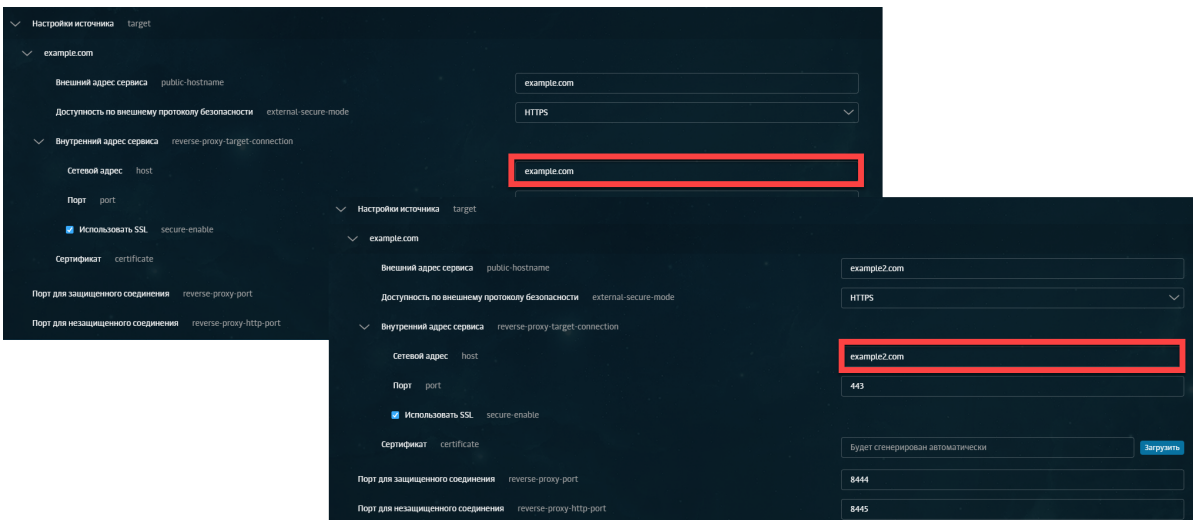 Настройки источника target
example.com
Внешний адрес сервиса public-hostname example.com
Доступность по внешнему протоколу безопасности external-secure-mode HTTPS
Внутренний адрес сервиса reverse-proxy-target-connection
Сетевой адрес host example.com
Порт port
Использовать SSL secure-enable
Сертификат certificate
Порт для защищенного соединения reverse-proxy-port
Порт для незащищенного соединения reverse-proxy-http-port
Настройки источника target
example.com
Внешний адрес сервиса public-hostname example2.com
Доступность по внешнему протоколу безопасности external-secure-mode HTTPS
Внутренний адрес сервиса reverse-proxy-target-connection
Сетевой адрес host example2.com
Порт port 443
Использовать SSL secure-enable
Сертификат certificate Будет сгенерирован автоматически Загрузить
Порт для защищенного соединения reverse-proxy-port 8444
Порт для незащищенного соединения reverse-proxy-http-port 8445